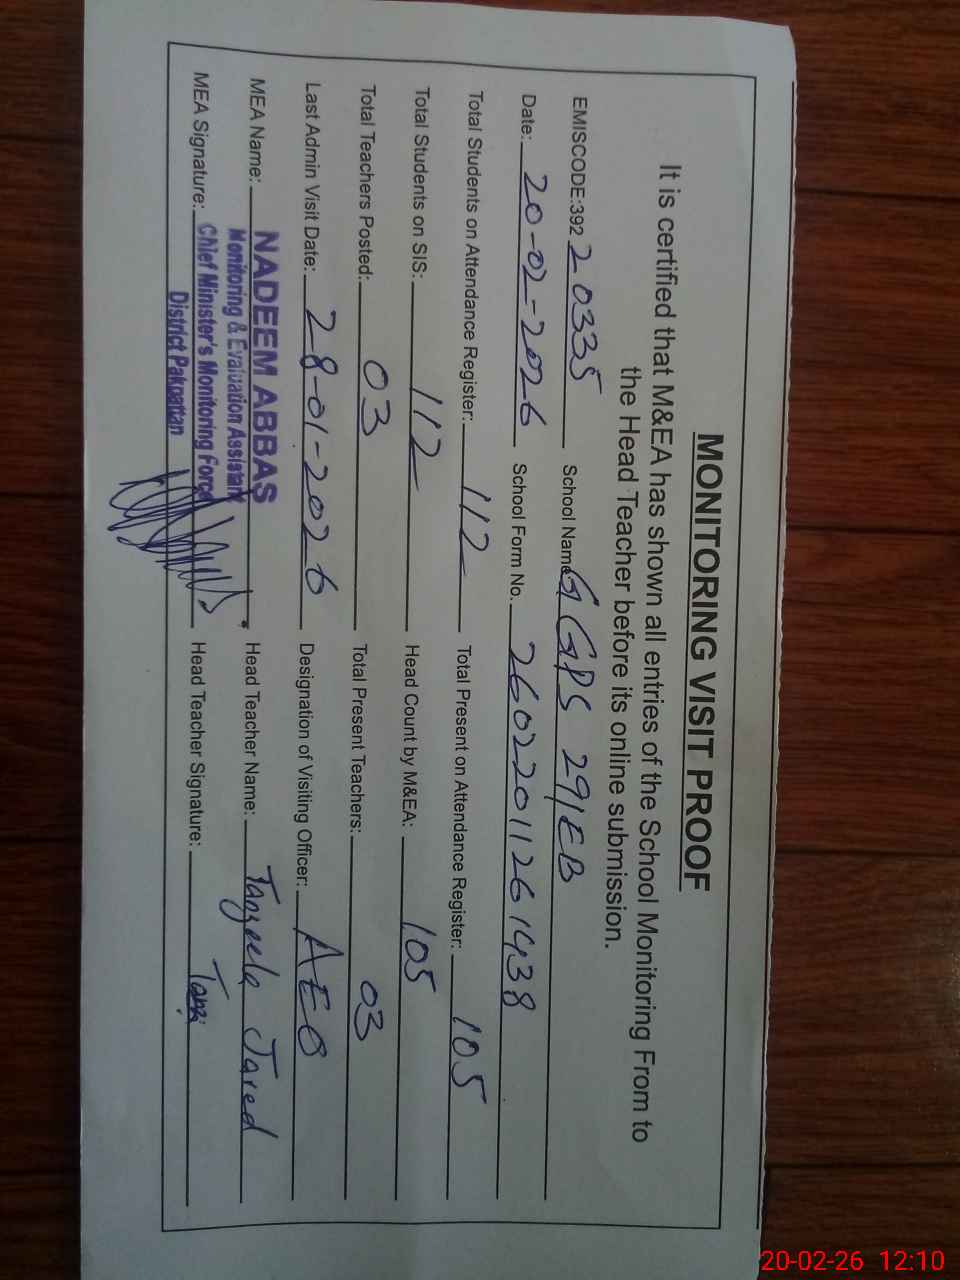 MONITORING VISIT PROOF
It is certified that M&EA has shown all entries of the School Monitoring From to
the Head Teacher before its online submission.
EMISCODE:392 20335 School Name GGPS 29/EB
Date: 20-02-2026 School Form No. 26022011261438
Total Students on Attendance Register: 112 Total Present on Attendance Register: 105
Total Students on SIS: 112 Head Count by M&EA: 105
Total Teachers Posted: 03 Total Present Teachers: 03
Last Admin Visit Date: 28-01-2026 Designation of Visiting Officer: AEO
MEA Name: NADEEM ABBAS Head Teacher Name: Tanzeela Javed
Monitoring & Evaluation Assistant
MEA Signature: Chief Minister's Monitoring Force Head Teacher Signature:
District Pakpattan
20-02-26 12:10